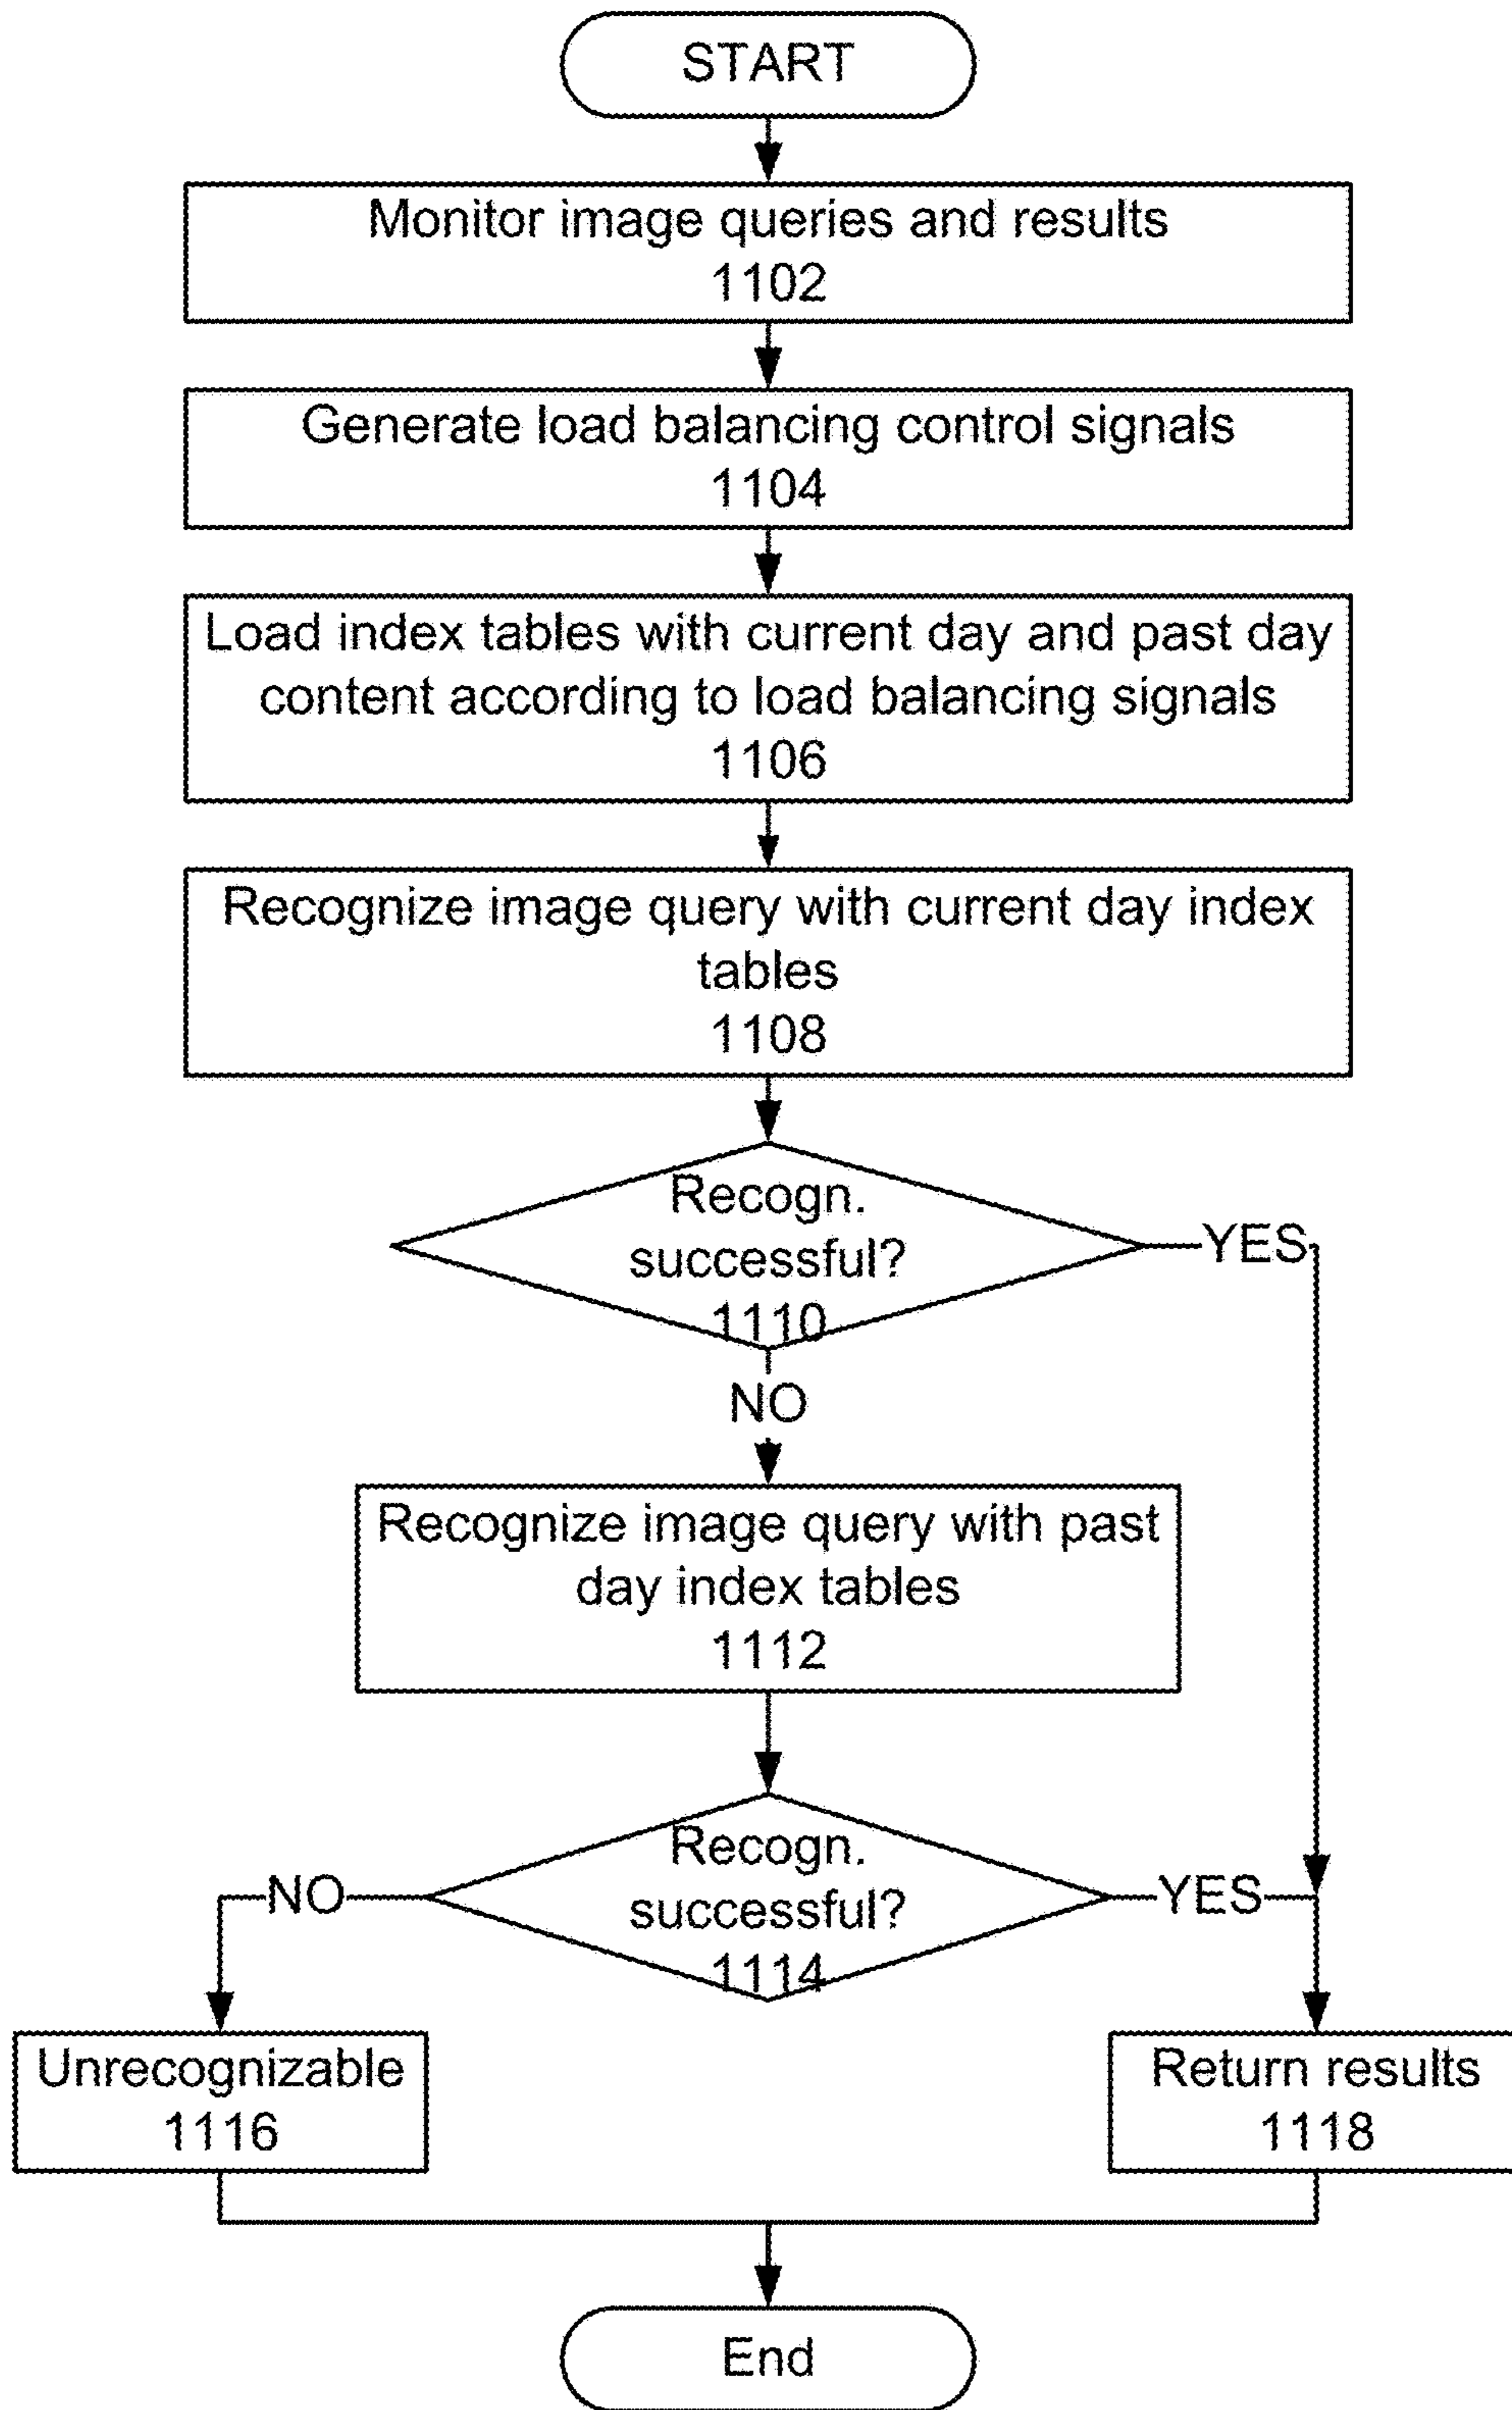 START
Monitor image queries and results
1102
Generate load balancing control signals
1104
Load index tables with current day and past day
content according to load balancing signals
1106
Recognize image query with current day index
tables
1108
Recogn.
successful?
1110
YES
NO
Recognize image query with past
day index tables
1112
Recogn.
successful?
1114
NO
YES
Unrecognizable
1116
Return results
1118
End